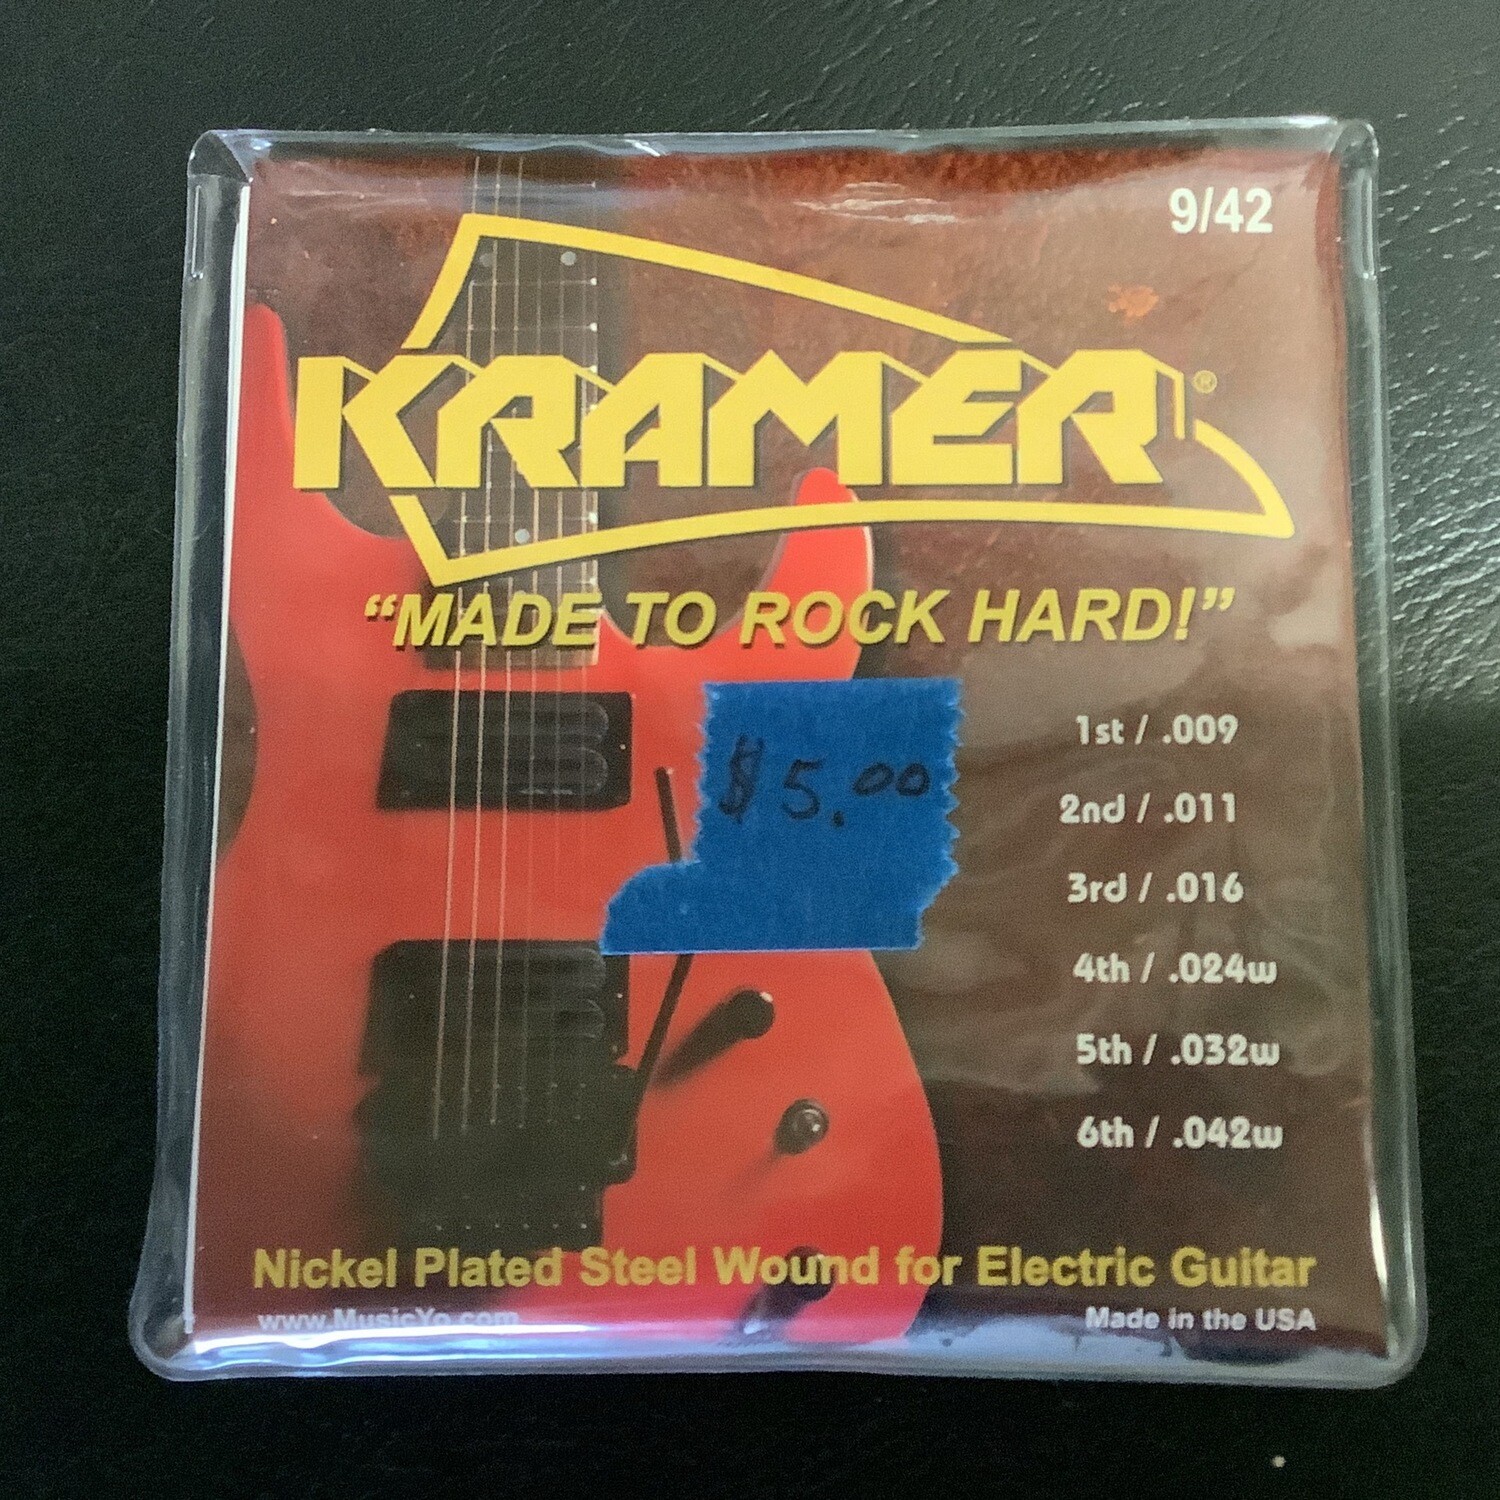 9/42
KRAMER®
"MADE TO ROCK HARD!"
$5.00
1st / .009
2nd / .011
3rd / .016
4th / .024w
5th / .032w
6th / .042w
Nickel Plated Steel Wound for Electric Guitar
www.MusicYo.com
Made in the USA